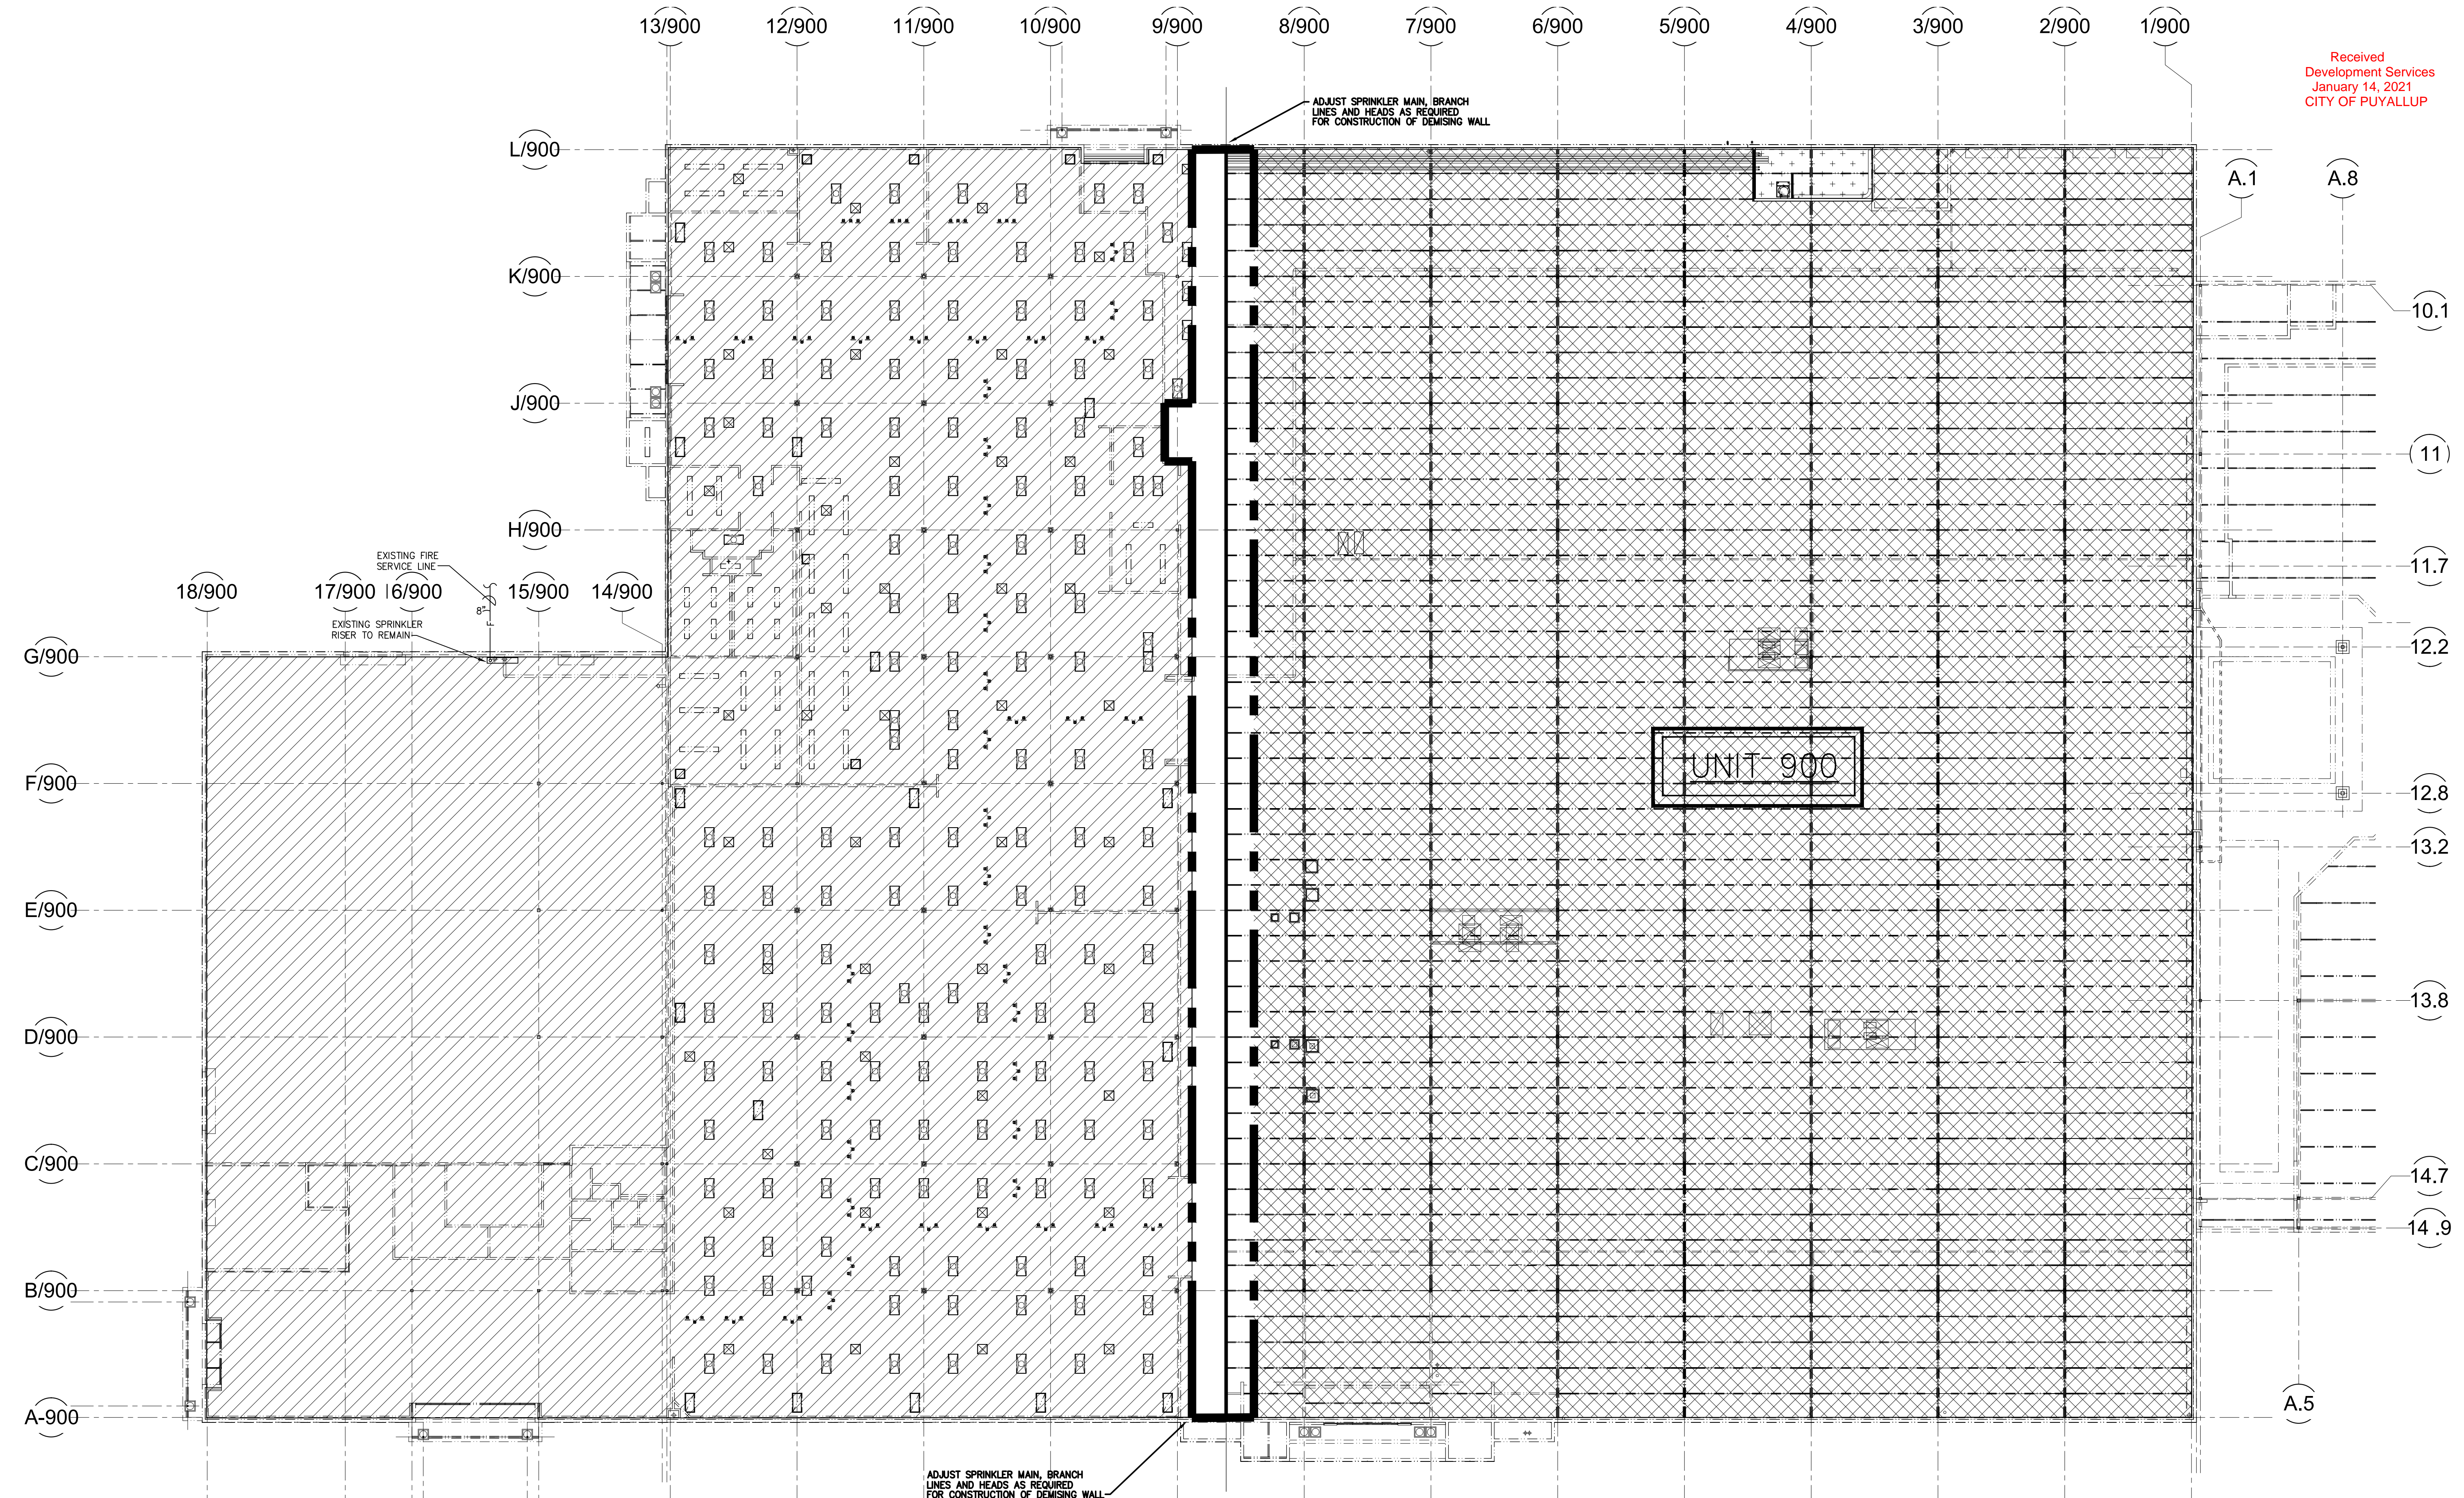 13/900 12/900 11/900 10/900 9/900 8/900 7/900 6/900 5/900 4/900 3/900 2/900 1/900
Received
Development Services
January 14, 2021
CITY OF PUYALLUP
ADJUST SPRINKLER MAIN, BRANCH
LINES AND HEADS AS REQUIRED
FOR CONSTRUCTION OF DEMISING WALL
L/900
A.1 A.8
K/900
10.1
J/900
11
H/900
EXISTING FIRE
SERVICE LINE
11.7
18/900 17/900 16/900 15/900 14/900
8" F
EXISTING SPRINKLER
RISER TO REMAIN
G/900
12.2
UNIT 900
F/900
12.8
13.2
E/900
13.8
D/900
C/900
14.7
14.9
B/900
A-900
A.5
ADJUST SPRINKLER MAIN, BRANCH
LINES AND HEADS AS REQUIRED
FOR CONSTRUCTION OF DEMISING WALL